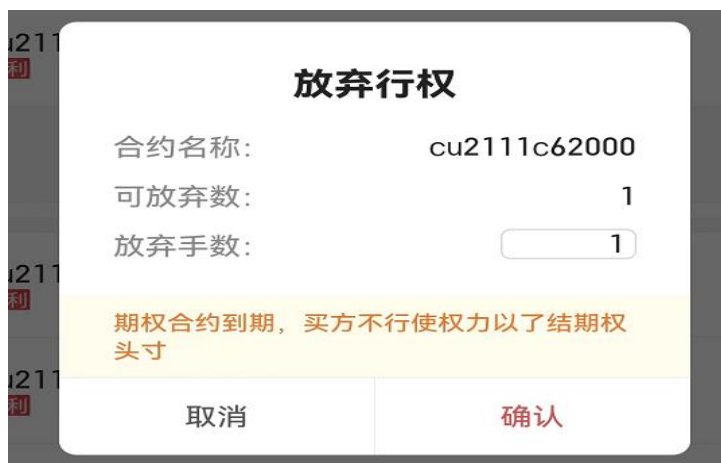 放弃行权
合约名称: cu2111c62000
可放弃数: 1
放弃手数: 1
期权合约到期，买方不行使权力以了结期权
头寸
取消 确认